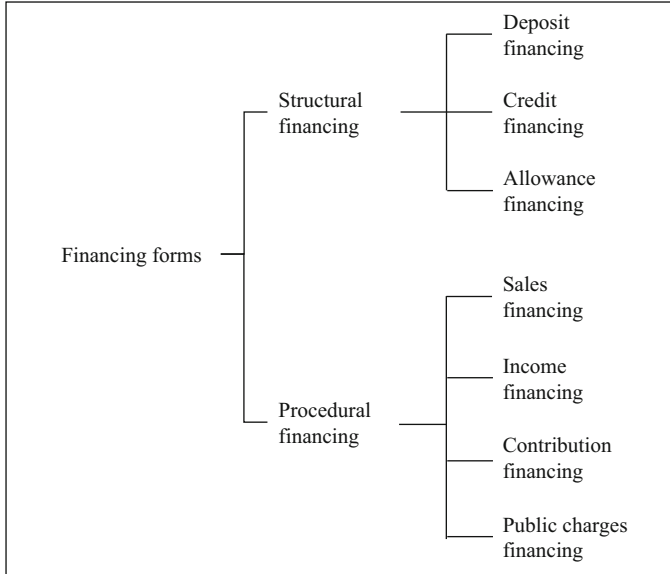 Financing forms
Structural
financing
Deposit
financing
Credit
financing
Allowance
financing
Procedural
financing
Sales
financing
Income
financing
Contribution
financing
Public charges
financing